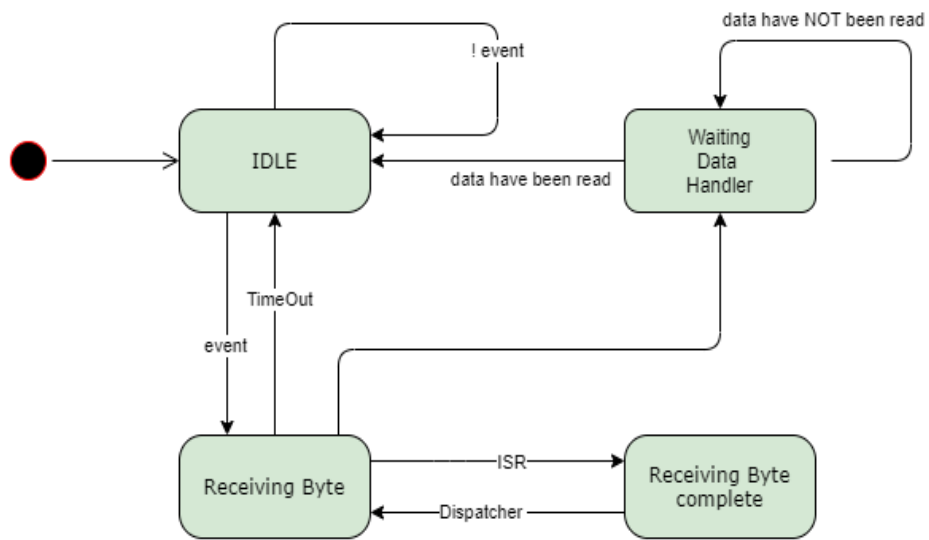 data have NOT been read
! event
IDLE
Waiting
Data
Handler
data have been read
TimeOut
event
Receiving Byte
ISR
Dispatcher
Receiving Byte
complete